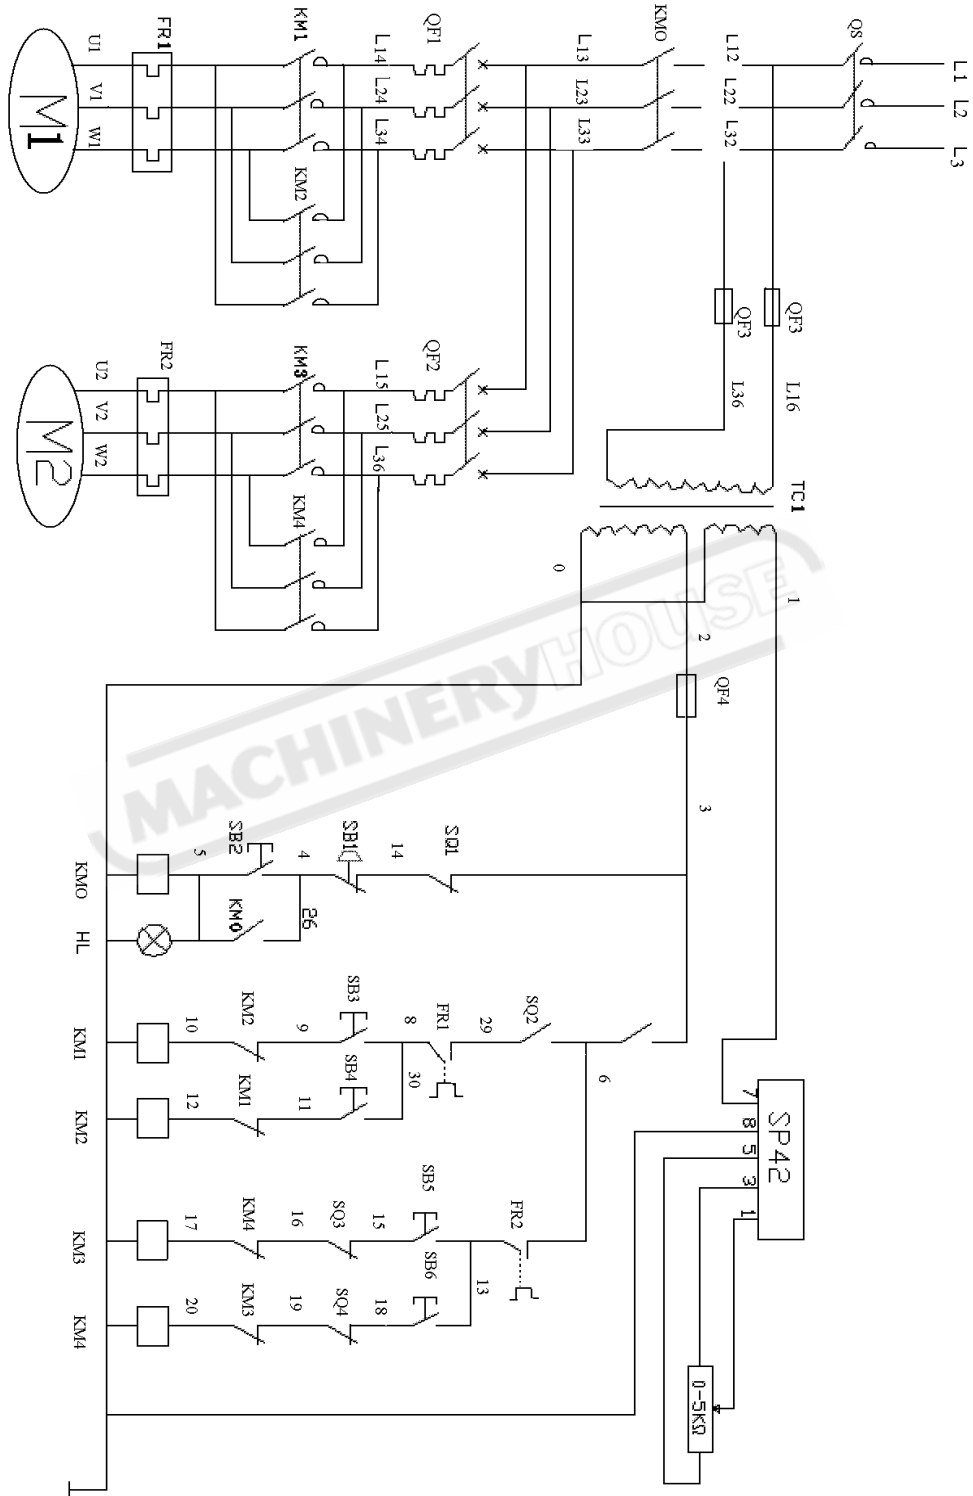 L1
L2
L3
QS
L12
L22
L32
KM0
L13
L23
L33
QF1
L14
L24
L34
KM1
KM2
FR1
U1
V1
W1
M1
QF3
QF3
L16
L36
TC1
QF2
L15
L25
L36
KM3
KM4
FR2
U2
V2
W2
M2
0
1
2
QF4
3
MACHINERYHOUSE
SQ1
14
SB1
4
SB2
5
26
KM0
KM0
HL
6
SQ2
29
FR1
8
30
SB3
9
KM2
10
KM1
SB4
11
KM1
12
KM2
FR2
13
SB5
15
SQ3
16
KM4
17
KM3
SB6
18
SQ4
19
KM3
20
KM4
SP42
7
8
5
3
1
0-5KΩ